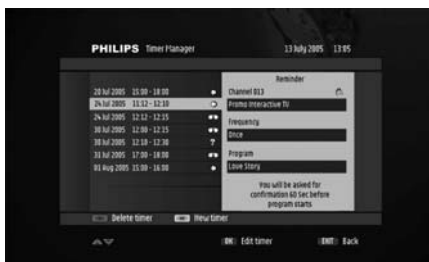 PHILIPS Timer Manager
13 July 2005 13:05
Reminder
20 Jul 2005 15:00 - 18:00
Channel 013
24 Jul 2005 11:12 - 12:10
Promo Interactive TV
24 Jul 2005 12:12 - 12:15
Frequency
30 Jul 2005 12:00 - 12:15
Once
30 Jul 2005 12:18 - 12:30 ?
31 Jul 2005 17:00 - 18:00
Program
01 Aug 2005 15:00 - 16:00
Love Story
You will be asked for
confirmation 60 Sec before
program starts
Delete timer
New timer
OK Edit timer
EXIT Back